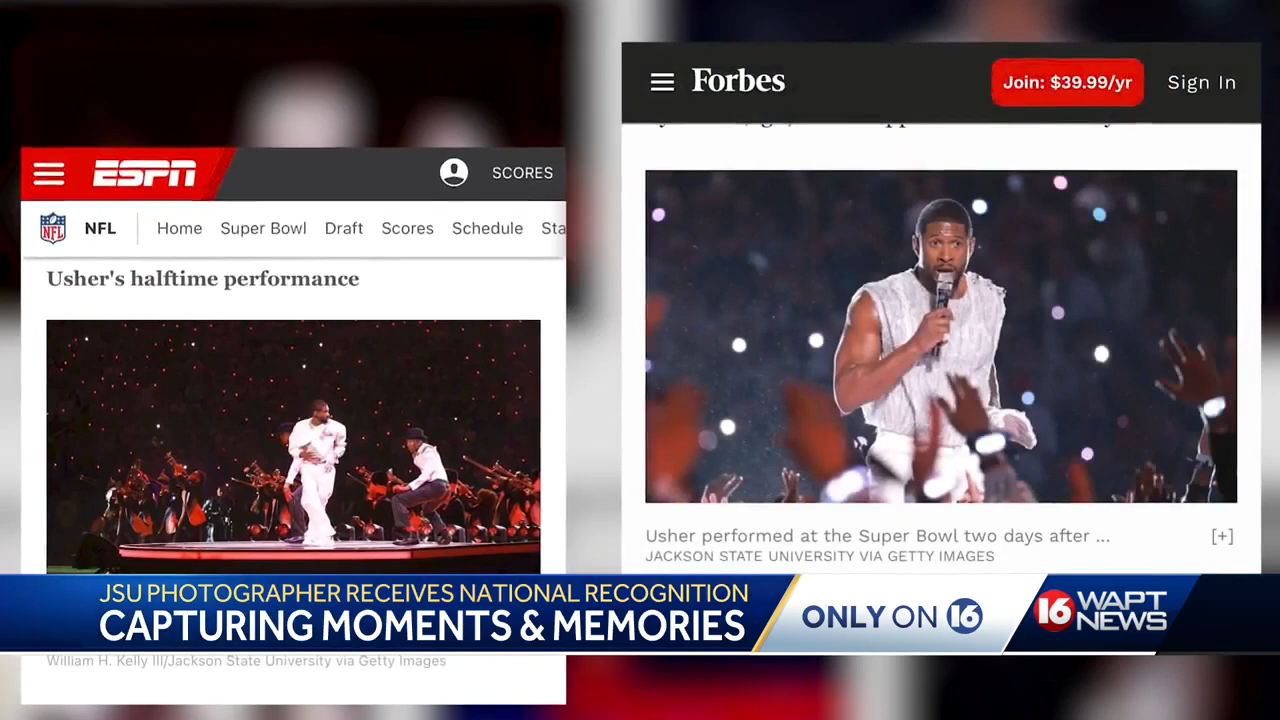 ESPN
SCORES
NFL
NFL Home Super Bowl Draft Scores Schedule Sta
Usher's halftime performance
William H. Kelly III/Jackson State University via Getty Images
Forbes
Join: $39.99/yr
Sign In
Usher performed at the Super Bowl two days after ... [+]
JACKSON STATE UNIVERSITY VIA GETTY IMAGES
JSU PHOTOGRAPHER RECEIVES NATIONAL RECOGNITION
CAPTURING MOMENTS & MEMORIES
ONLY ON 16
16 WAPT
NEWS